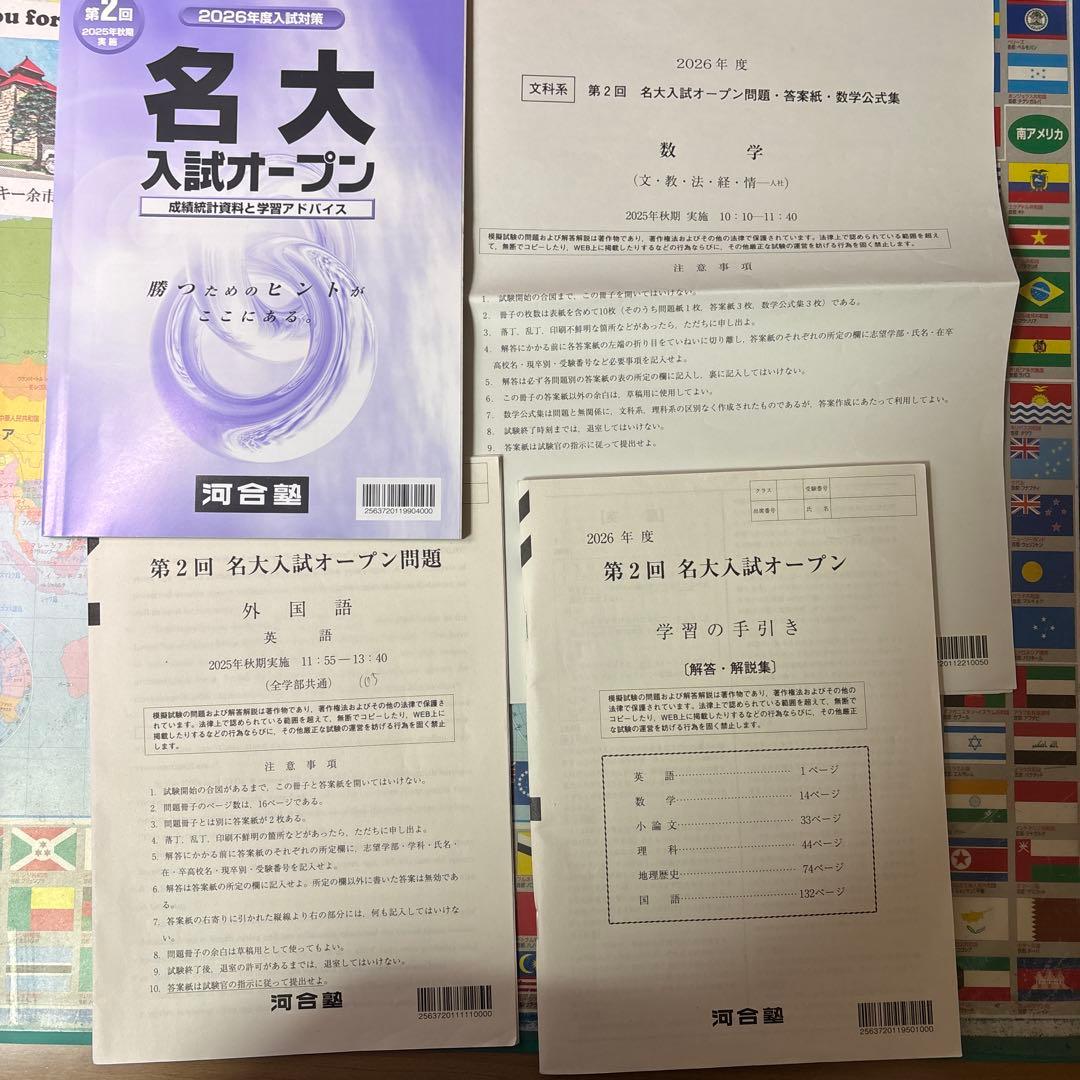 ou for
キー余市
第2回
2025年秋期
実施
2026年度入試対策
名大
入試オープン
成績統計資料と学習アドバイス
勝つためのヒントが
ここにある。
河合塾
2563720119904000
2026年度
文科系 第2回 名大入試オープン問題・答案紙・数学公式集
数学
(文・教・法・経・情―人社)
2025年秋期 実施 10:10―11:40
模擬試験の問題および解答解説は著作物であり、著作権法およびその他の法律で保護されています。法律上で認められている範囲を超え
て、無断でコピーしたり、WEB上に掲載したりするなどの行為ならびに、その他厳正な試験の運営を妨げる行為を固く禁止します。
注意事項
1. 試験開始の合図まで、この冊子を開いてはいけない。
2. 冊子の枚数は表紙を含めて10枚(そのうち問題紙1枚、答案紙3枚、数学公式集3枚)である。
3. 落丁、乱丁、印刷不鮮明な箇所などがあったら、ただちに申し出よ。
4. 解答にかかる前に各答案紙の左端の折り目をていねいに切り離し、答案紙のそれぞれの所定の欄に志望学部・氏名・在卒
高校名・現卒別・受験番号など必要事項を記入せよ。
5. 解答は必ず各問題別の答案紙の表の所定の欄に記入し、裏に記入してはいけない。
6. この冊子の答案紙以外の余白は、草稿用に使用してよい。
7. 数学公式集は問題と無関係に、文科系、理科系の区別なく作成されたものであるが、答案作成にあたって利用してよい。
8. 試験終了時刻までは、退室してはいけない。
9. 答案紙は試験官の指示に従って提出せよ。
20112210050
南アメリカ
第2回 名大入試オープン問題
外国語
英語
2025年秋期実施 11:55―13:40
(全学部共通) 105
模擬試験の問題および解答解説は著作物であり、著作権法およびその他の法律で保護さ
れています。法律上で認められている範囲を超えて、無断でコピーしたり、WEB上に
掲載したりするなどの行為ならびに、その他厳正な試験の運営を妨げる行為を固く禁止
します。
注意事項
1. 試験開始の合図があるまで、この冊子と答案紙を開いてはいけない。
2. 問題冊子のページ数は、16ページである。
3. 問題冊子とは別に答案紙が2枚ある。
4. 落丁、乱丁、印刷不鮮明の箇所などがあったら、ただちに申し出よ。
5. 解答にかかる前に答案紙のそれぞれの所定欄に、志望学部・学科・氏名・
在・卒高校名・現卒別・受験番号を記入せよ。
6. 解答は答案紙の所定の欄に記入せよ。所定の欄以外に書いた答案は無効であ
る。
7. 答案紙の右寄りに引かれた縦線より右の部分には、何も記入してはいけな
い。
8. 問題冊子の余白は草稿用として使ってもよい。
9. 試験終了後、退室の許可があるまでは、退室してはいけない。
10. 答案紙は試験官の指示に従って提出せよ。
河合塾
2563720111110000
クラス 受験番号
出席番号 氏名
2026年度
第2回 名大入試オープン
学習の手引き
〔解答・解説集〕
模擬試験の問題および解答解説は著作物であり、著作権法およびその他の
法律で保護されています。法律上で認められている範囲を超えて、無断で
コピーしたり、WEB上に掲載したりするなどの行為ならびに、その他厳正
な試験の運営を妨げる行為を固く禁止します。
英語 1ページ
数学 14ページ
小論文 33ページ
理科 44ページ
地理歴史 74ページ
国語 132ページ
河合塾
2563720119501000